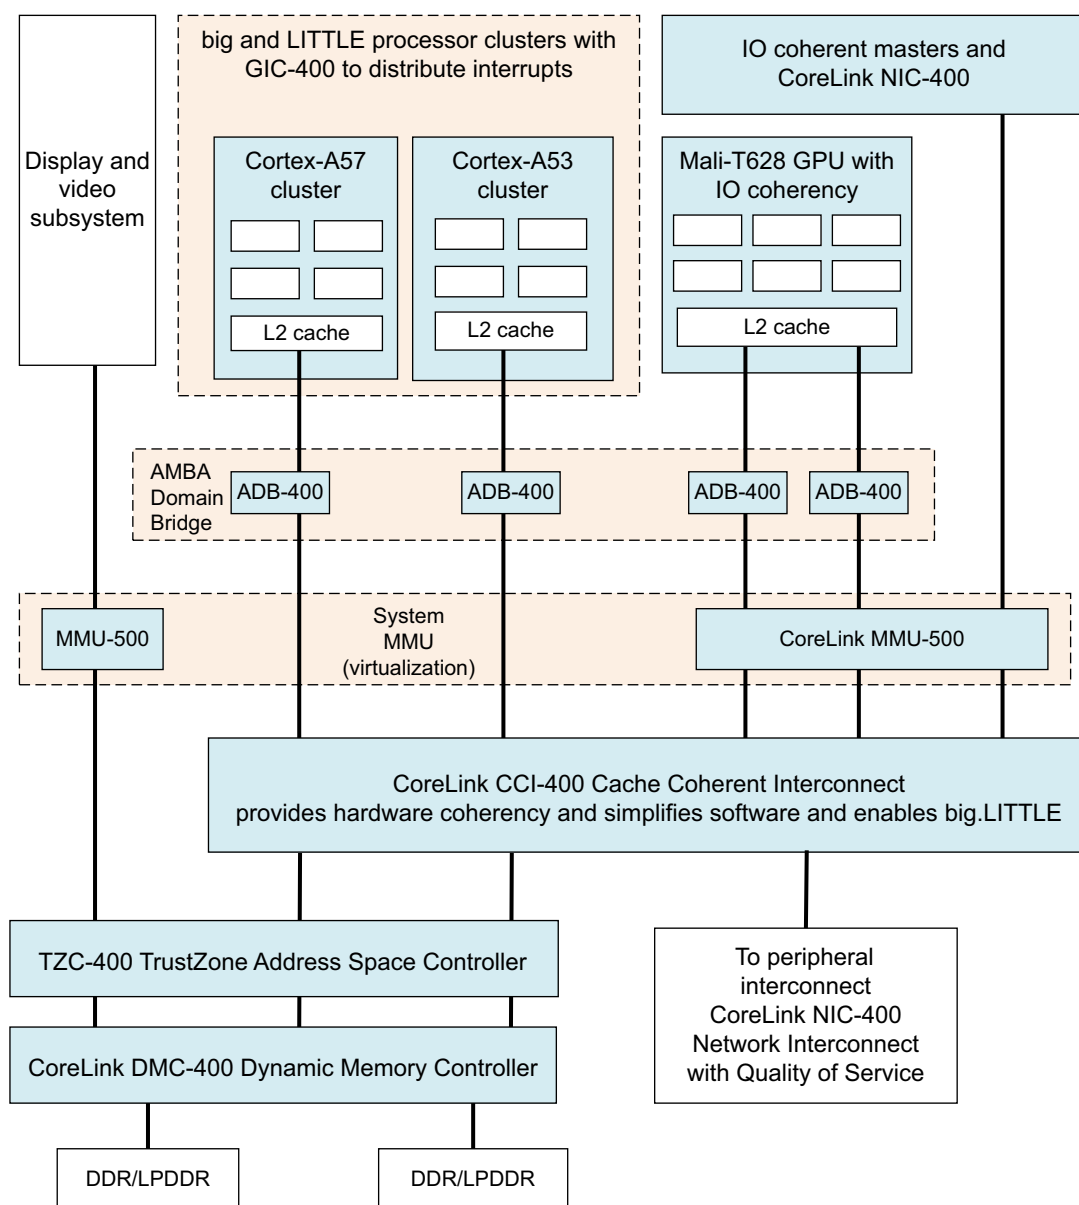 Display and
video
subsystem
big and LITTLE processor clusters with
GIC-400 to distribute interrupts
Cortex-A57
cluster
L2 cache
Cortex-A53
cluster
L2 cache
IO coherent masters and
CoreLink NIC-400
Mali-T628 GPU with
IO coherency
L2 cache
AMBA
Domain
Bridge
ADB-400
ADB-400
ADB-400
ADB-400
MMU-500
System
MMU
(virtualization)
CoreLink MMU-500
CoreLink CCI-400 Cache Coherent Interconnect
provides hardware coherency and simplifies software and enables big.LITTLE
TZC-400 TrustZone Address Space Controller
CoreLink DMC-400 Dynamic Memory Controller
To peripheral
interconnect
CoreLink NIC-400
Network Interconnect
with Quality of Service
DDR/LPDDR
DDR/LPDDR